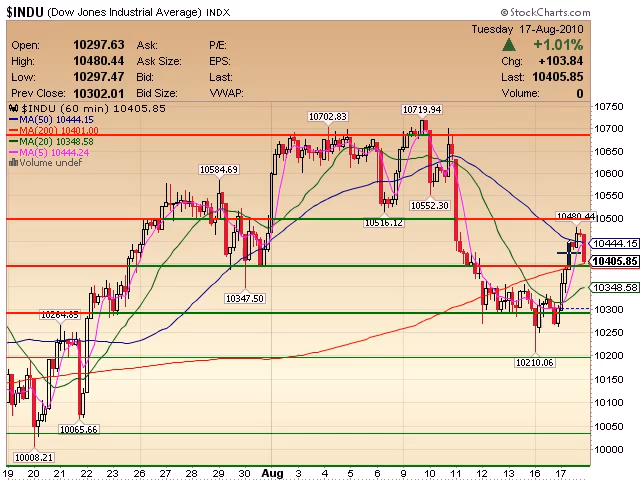 $INDU (Dow Jones Industrial Average) INDX
© StockCharts.com
Tuesday 17-Aug-2010
Open: 10297.63 Ask: P/E: ▲ +1.01%
High: 10480.44 Ask Size: EPS: Chg: +103.84
Low: 10297.47 Bid: Last: Last: 10405.85
Prev Close: 10302.01 Bid Size: VWAP: Volume: 0
$INDU (60 min) 10405.85
MA(50) 10444.15
MA(200) 10401.00
MA(20) 10348.58
MA(5) 10444.24
Volume undef
10702.83
10719.94
10584.69
10516.12
10552.30
10480.44
10347.50
10264.85
10210.06
10065.66
10008.21
10750
10700
10650
10600
10550
10500
10444.15
10405.85
10348.58
10300
10250
10200
10150
10100
10050
10000
19 20 21 22 23 26 27 28 29 30 Aug 3 4 5 6 9 10 11 12 13 16 17